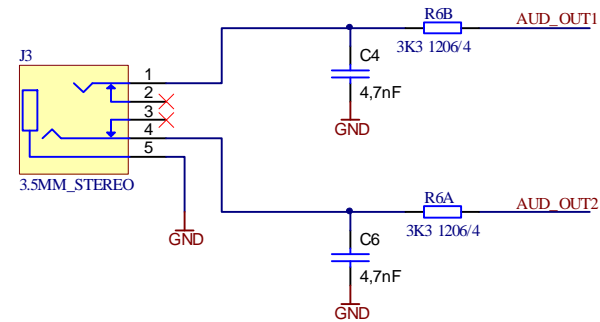 R6B
AUD_OUT1
3K3 1206/4
J3
C4
1
2
4,7nF
3
GND
4
5
3.5MM_STEREO
R6A
AUD_OUT2
3K3 1206/4
GND
C6
4,7nF
GND